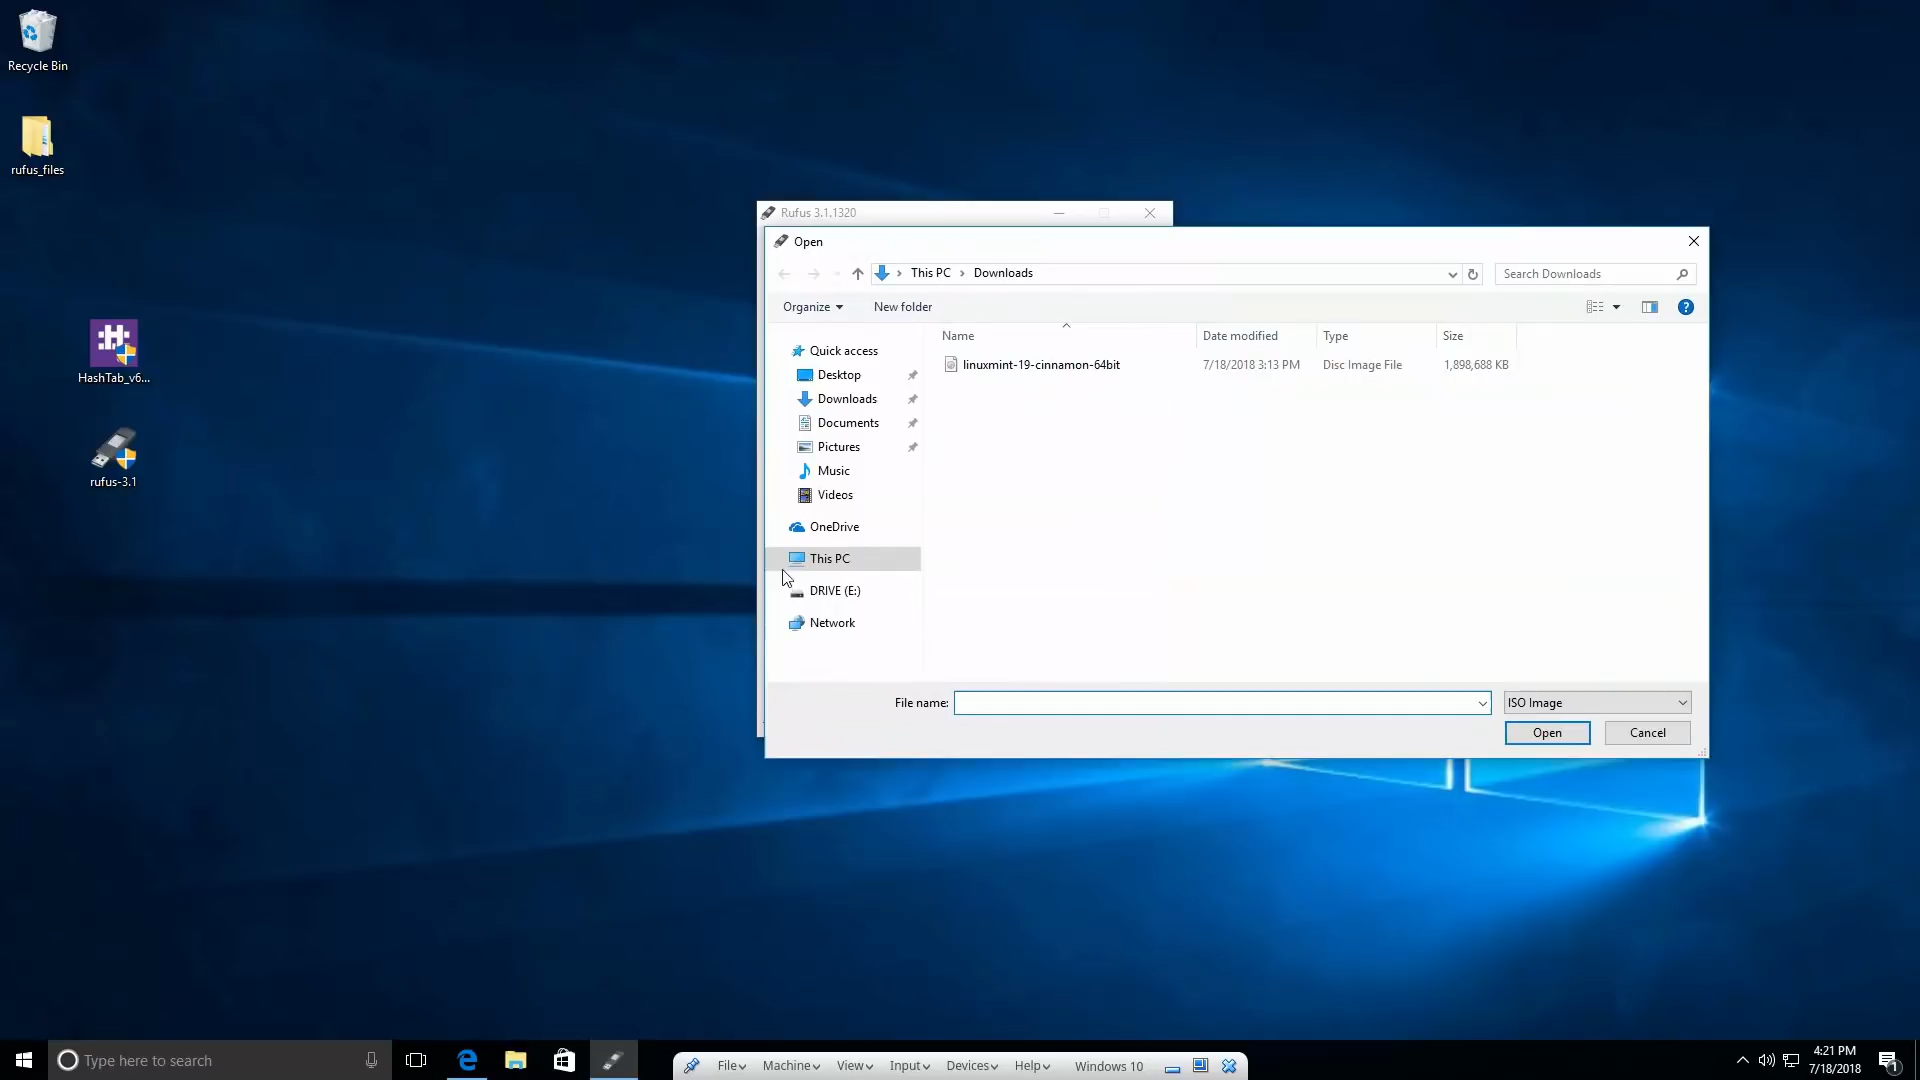 Recycle Bin
rufus_files
HashTab_v6...
rufus-3.1
Rufus 3.1.1320
Open
This PC
Downloads
Search Downloads
Organize
New folder
Name
Date modified
Type
Size
Quick access
Desktop
Downloads
Documents
Pictures
Music
Videos
OneDrive
This PC
DRIVE (E:)
Network
linuxmint-19-cinnamon-64bit
7/18/2018 3:13 PM
Disc Image File
1,898,688 KB
File name:
ISO Image
Open
Cancel
Type here to search
File
Machine
View
Input
Devices
Help
Windows 10
4:21 PM
7/18/2018
1